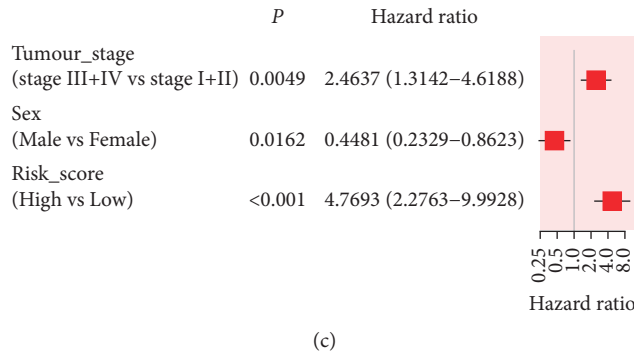 P Hazard ratio
Tumour_stage
(stage III+IV vs stage I+II) 0.0049 2.4637 (1.3142−4.6188)
Sex
(Male vs Female) 0.0162 0.4481 (0.2329−0.8623)
Risk_score
(High vs Low) <0.001 4.7693 (2.2763−9.9928)
0.25 0.5 1.0 2.0 4.0 8.0
Hazard ratio
(c)